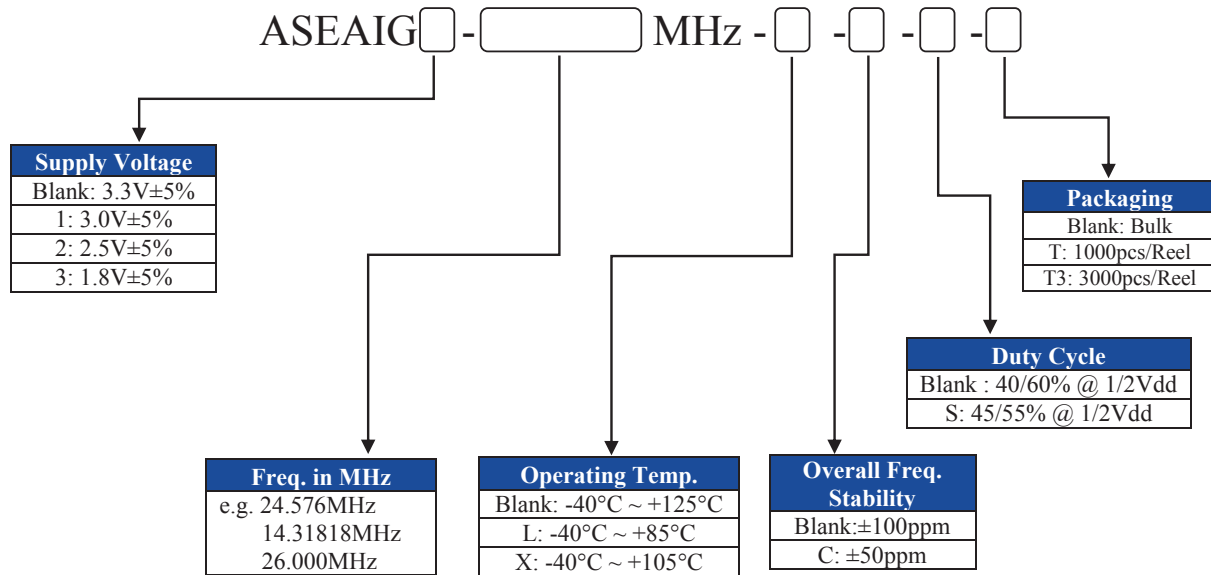 ASEAIG - MHz - - - -
Supply Voltage
Blank: 3.3V±5%
1: 3.0V±5%
2: 2.5V±5%
3: 1.8V±5%
Packaging
Blank: Bulk
T: 1000pcs/Reel
T3: 3000pcs/Reel
Duty Cycle
Blank : 40/60% @ 1/2Vdd
S: 45/55% @ 1/2Vdd
Freq. in MHz
e.g. 24.576MHz
14.31818MHz
26.000MHz
Operating Temp.
Blank: -40°C ~ +125°C
L: -40°C ~ +85°C
X: -40°C ~ +105°C
Overall Freq.
Stability
Blank:±100ppm
C: ±50ppm